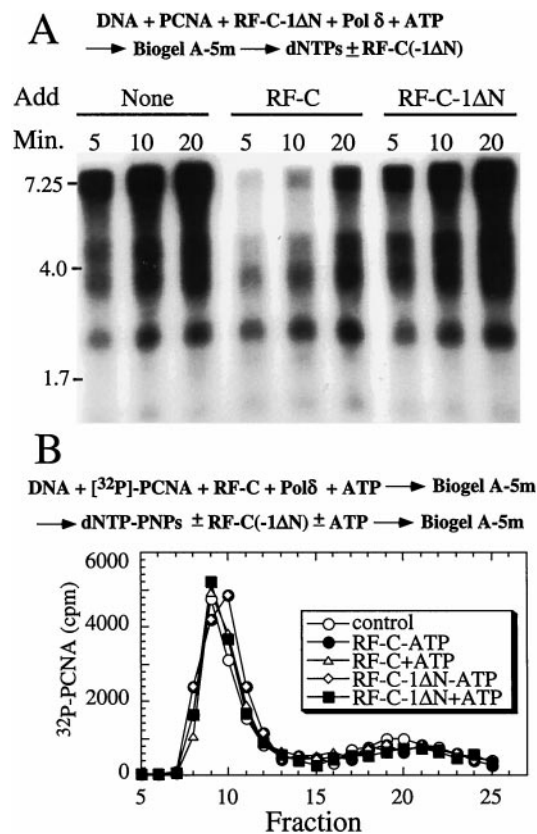 A
DNA + PCNA + RF-C-1ΔN + Pol δ + ATP
→ Biogel A-5m → dNTPs ± RF-C(-1ΔN)
Add None RF-C RF-C-1ΔN
Min. 5 10 20 5 10 20 5 10 20
7.25
4.0
1.7
B
DNA + [³²P]-PCNA + RF-C + Polδ + ATP → Biogel A-5m
→ dNTP-PNPs ± RF-C(-1ΔN) ± ATP → Biogel A-5m
³²P-PCNA (cpm)
6000
4000
2000
0
control
RF-C-ATP
RF-C+ATP
RF-C-1ΔN-ATP
RF-C-1ΔN+ATP
5 10 15 20 25
Fraction